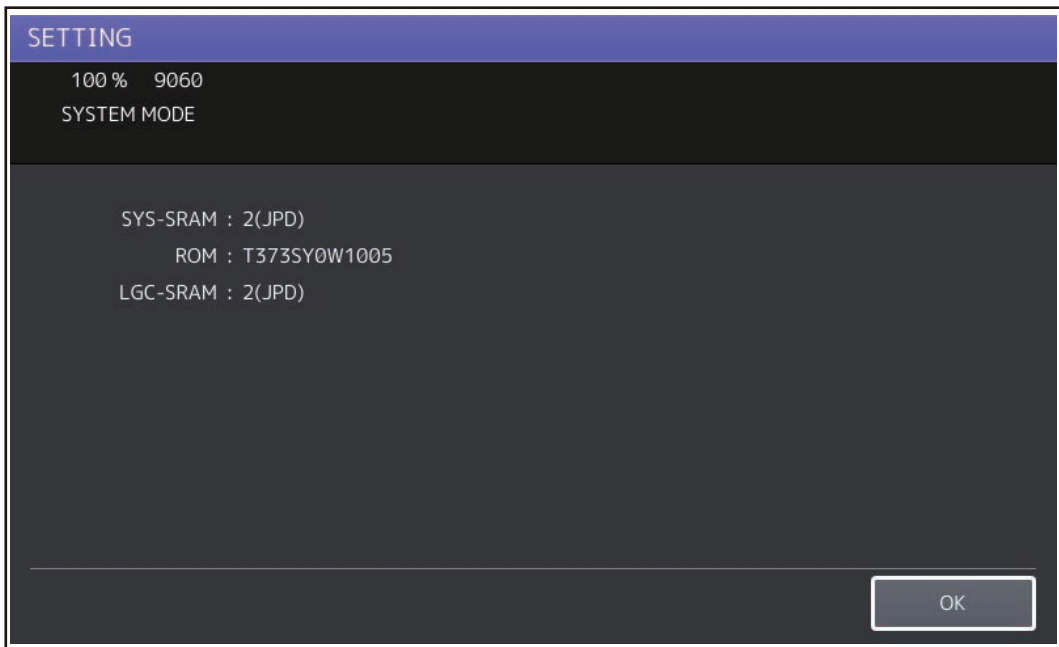 SETTING
100 % 9060
SYSTEM MODE
SYS-SRAM : 2(JPD)
ROM : T373SY0W1005
LGC-SRAM : 2(JPD)
OK